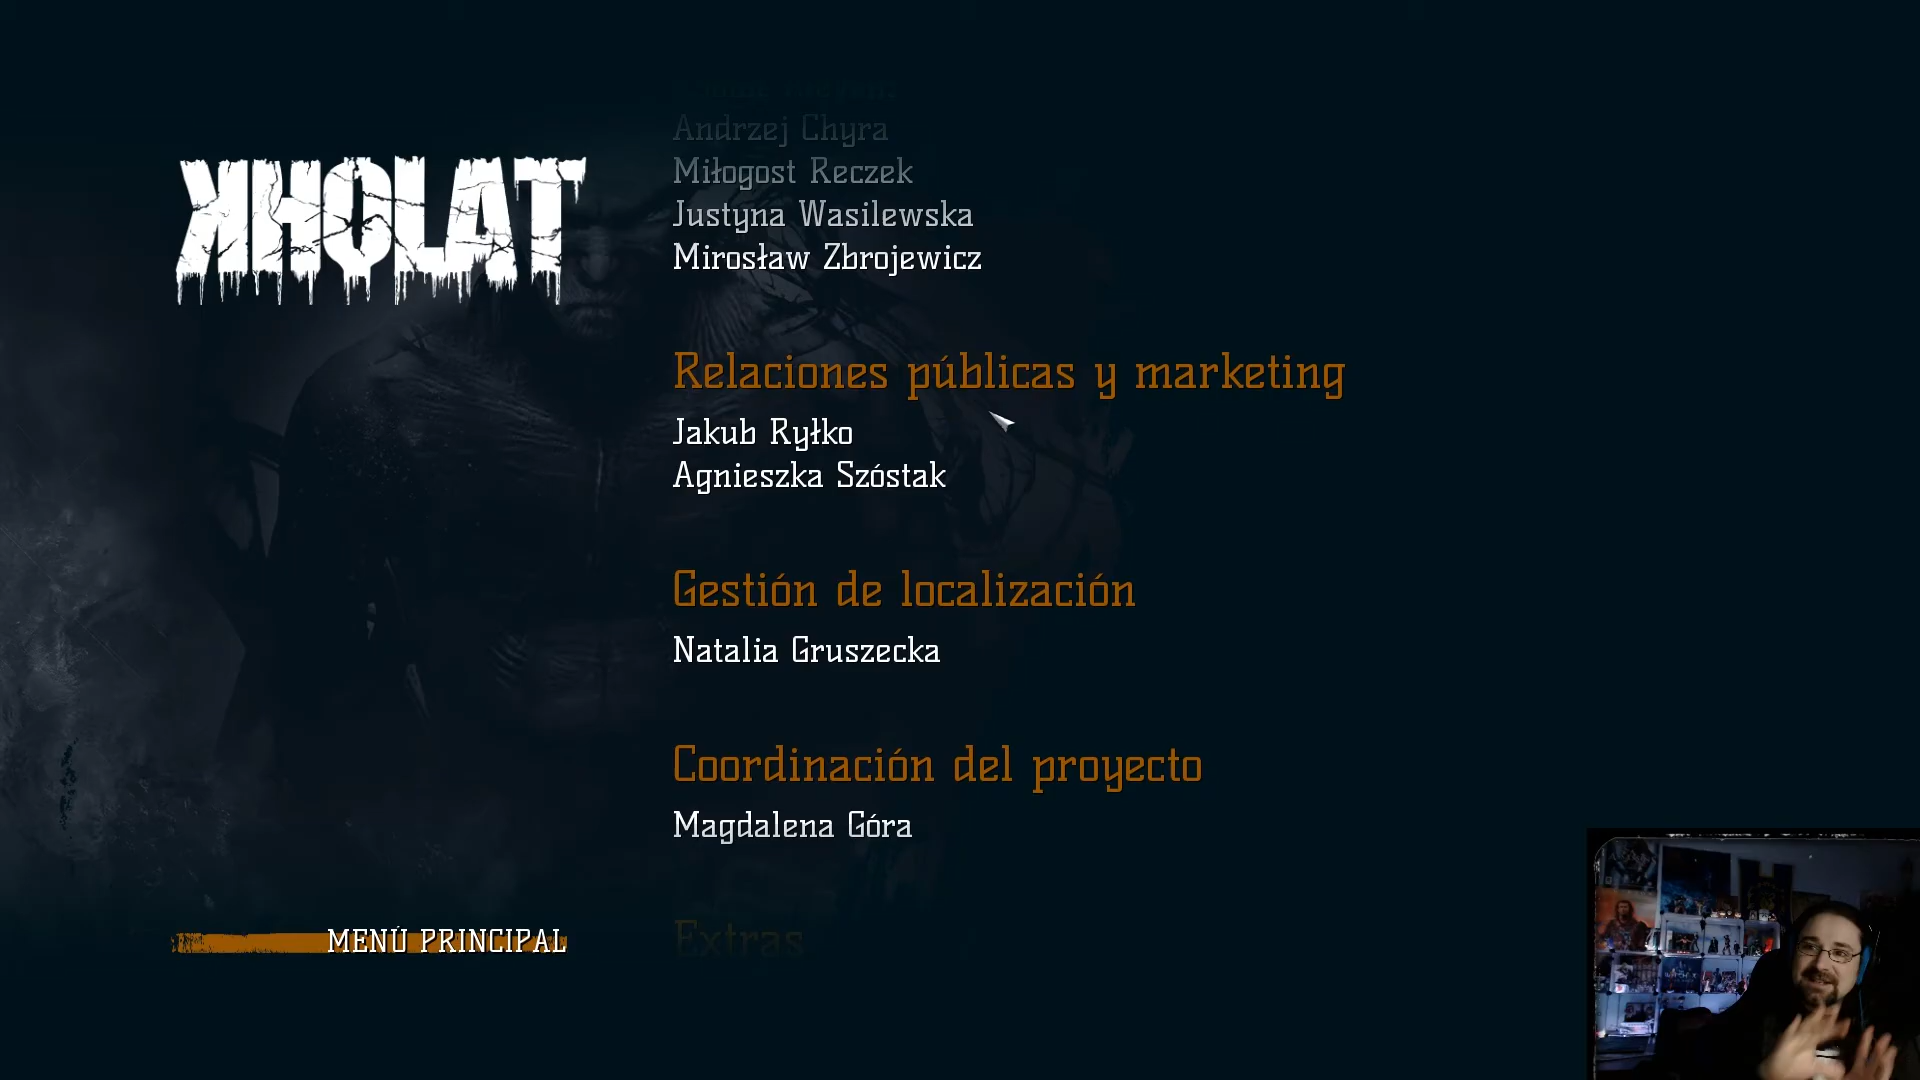 KHOLAT
Andrzej Chyra
Miłogost Reczek
Justyna Wasilewska
Mirosław Zbrojewicz
Relaciones públicas y marketing
Jakub Ryłko
Agnieszka Szóstak
Gestión de localización
Natalia Gruszecka
Coordinación del proyecto
Magdalena Góra
Extras
MENÚ PRINCIPAL